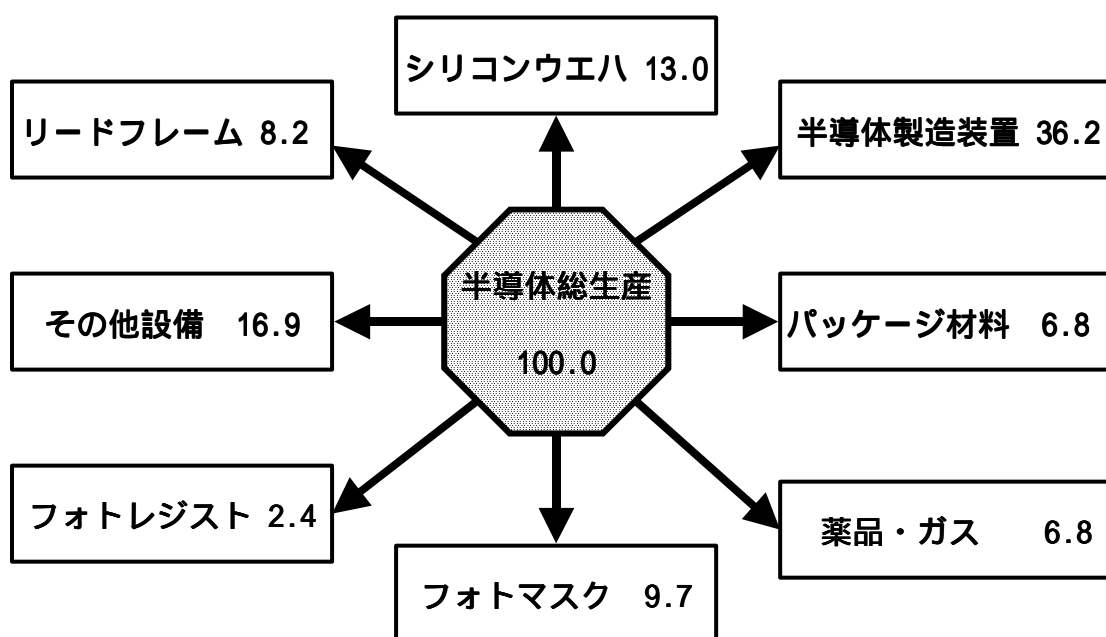 シリコンウエハ 13.0
リードフレーム 8.2
半導体製造装置 36.2
半導体総生産
100.0
その他設備 16.9
パッケージ材料 6.8
フォトレジスト 2.4
薬品・ガス 6.8
フォトマスク 9.7